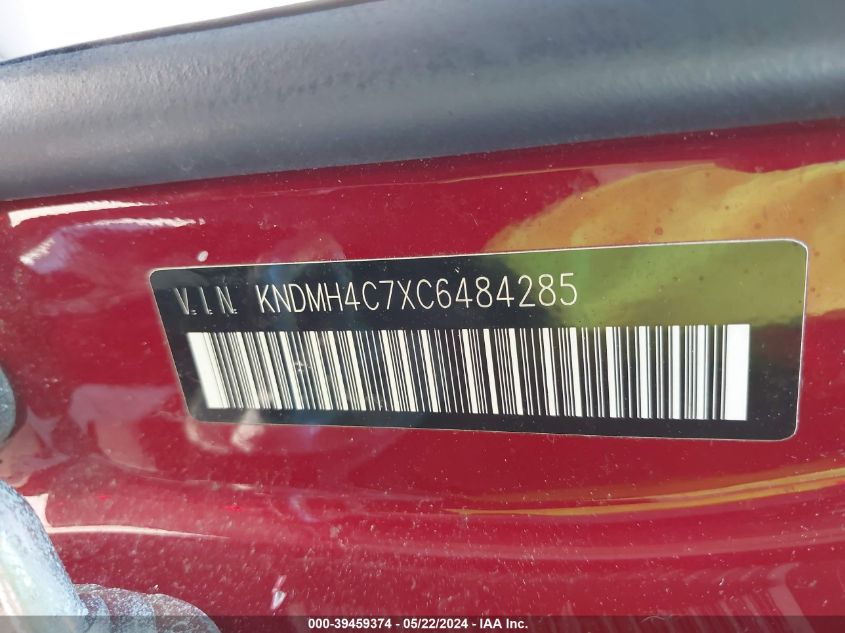 V.I.N. KNDMH4C7XC6484285
000-39459374 | 05/22/2024 - IAA Inc.